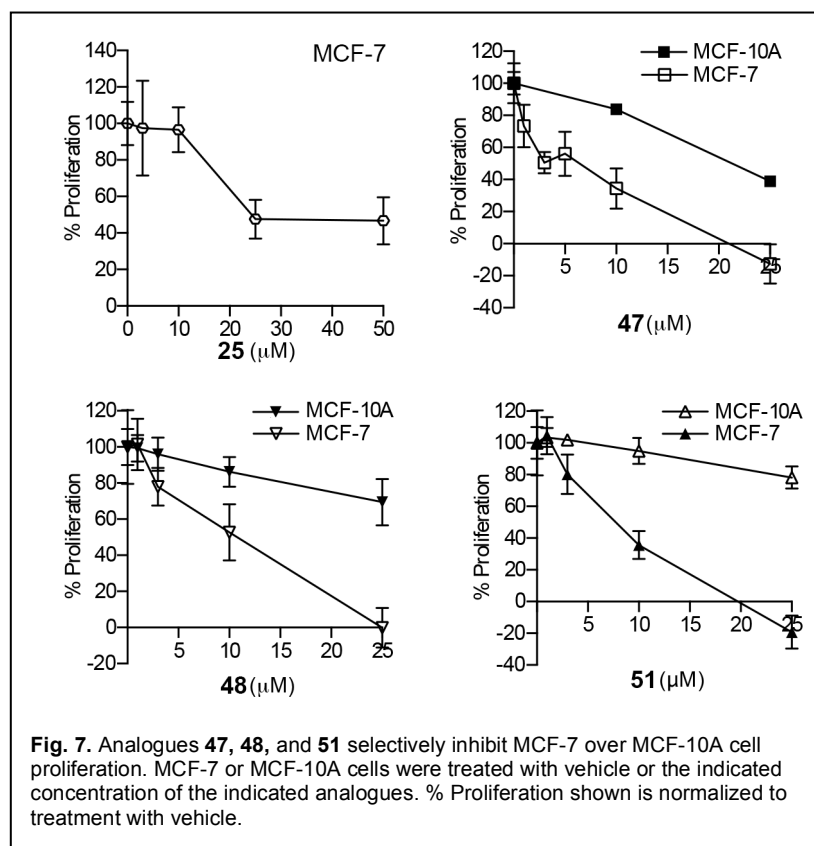 MCF-7
140
120
100
80
60
40
20
0
% Proliferation
0 10 20 30 40 50
25 (μM)
MCF-10A
MCF-7
120
100
80
60
40
20
0
-20
-40
% Proliferation
5 10 15 20 25
47 (μM)
MCF-10A
MCF-7
120
100
80
60
40
20
0
-20
% Proliferation
5 10 15 20 25
48 (μM)
MCF-10A
MCF-7
120
100
80
60
40
20
0
-20
-40
% Proliferation
5 10 15 20 25
51 (μM)
Fig. 7. Analogues 47, 48, and 51 selectively inhibit MCF-7 over MCF-10A cell
proliferation. MCF-7 or MCF-10A cells were treated with vehicle or the indicated
concentration of the indicated analogues. % Proliferation shown is normalized to
treatment with vehicle.